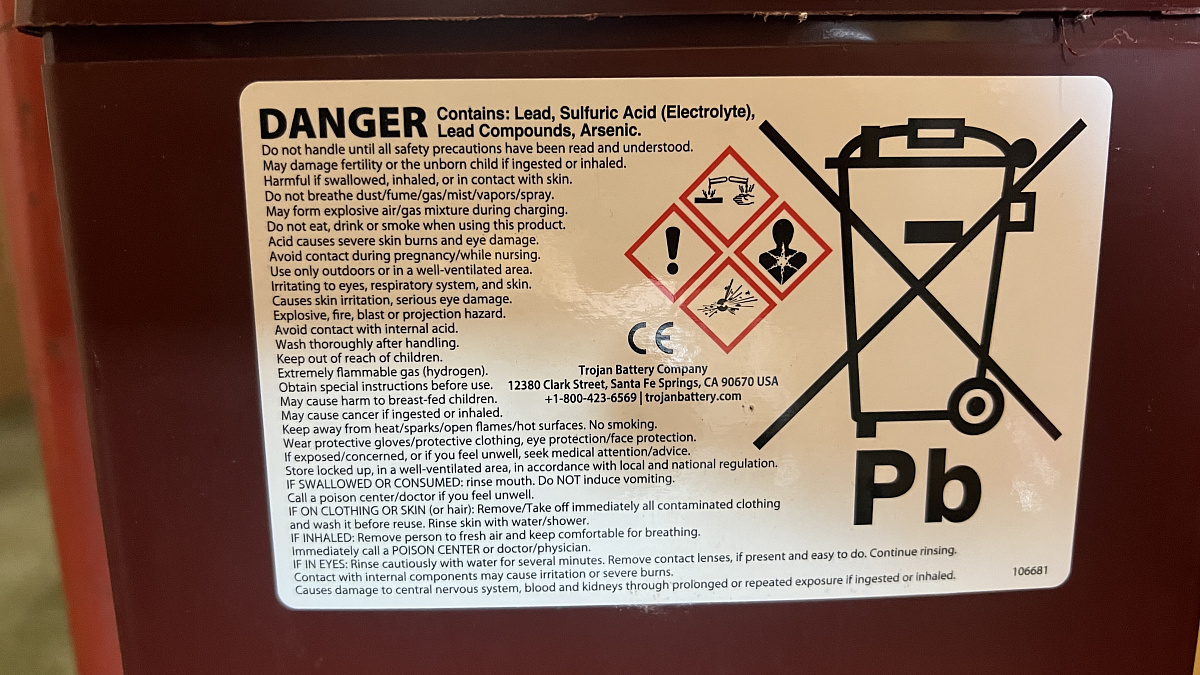 DANGER Contains: Lead, Sulfuric Acid (Electrolyte),
Lead Compounds, Arsenic.
Do not handle until all safety precautions have been read and understood.
May damage fertility or the unborn child if ingested or inhaled.
Harmful if swallowed, inhaled, or in contact with skin.
Do not breathe dust/fume/gas/mist/vapors/spray.
May form explosive air/gas mixture during charging.
Do not eat, drink or smoke when using this product.
Acid causes severe skin burns and eye damage.
Avoid contact during pregnancy/while nursing.
Use only outdoors or in a well-ventilated area.
Irritating to eyes, respiratory system, and skin.
Causes skin irritation, serious eye damage.
Explosive, fire, blast or projection hazard.
Avoid contact with internal acid.
Wash thoroughly after handling.
Keep out of reach of children.
Extremely flammable gas (hydrogen).
Obtain special instructions before use.
May cause harm to breast-fed children.
May cause cancer if ingested or inhaled.
Keep away from heat/sparks/open flames/hot surfaces. No smoking.
Wear protective gloves/protective clothing, eye protection/face protection.
If exposed/concerned, or if you feel unwell, seek medical attention/advice.
Store locked up, in a well-ventilated area, in accordance with local and national regulation.
IF SWALLOWED OR CONSUMED: rinse mouth. Do NOT induce vomiting.
Call a poison center/doctor if you feel unwell.
IF ON CLOTHING OR SKIN (or hair): Remove/Take off immediately all contaminated clothing
and wash it before reuse. Rinse skin with water/shower.
IF INHALED: Remove person to fresh air and keep comfortable for breathing.
Immediately call a POISON CENTER or doctor/physician.
IF IN EYES: Rinse cautiously with water for several minutes. Remove contact lenses, if present and easy to do. Continue rinsing.
Contact with internal components may cause irritation or severe burns.
Causes damage to central nervous system, blood and kidneys through prolonged or repeated exposure if ingested or inhaled.
CE
Trojan Battery Company
12380 Clark Street, Santa Fe Springs, CA 90670 USA
+1-800-423-6569 | trojanbattery.com
Pb
106681